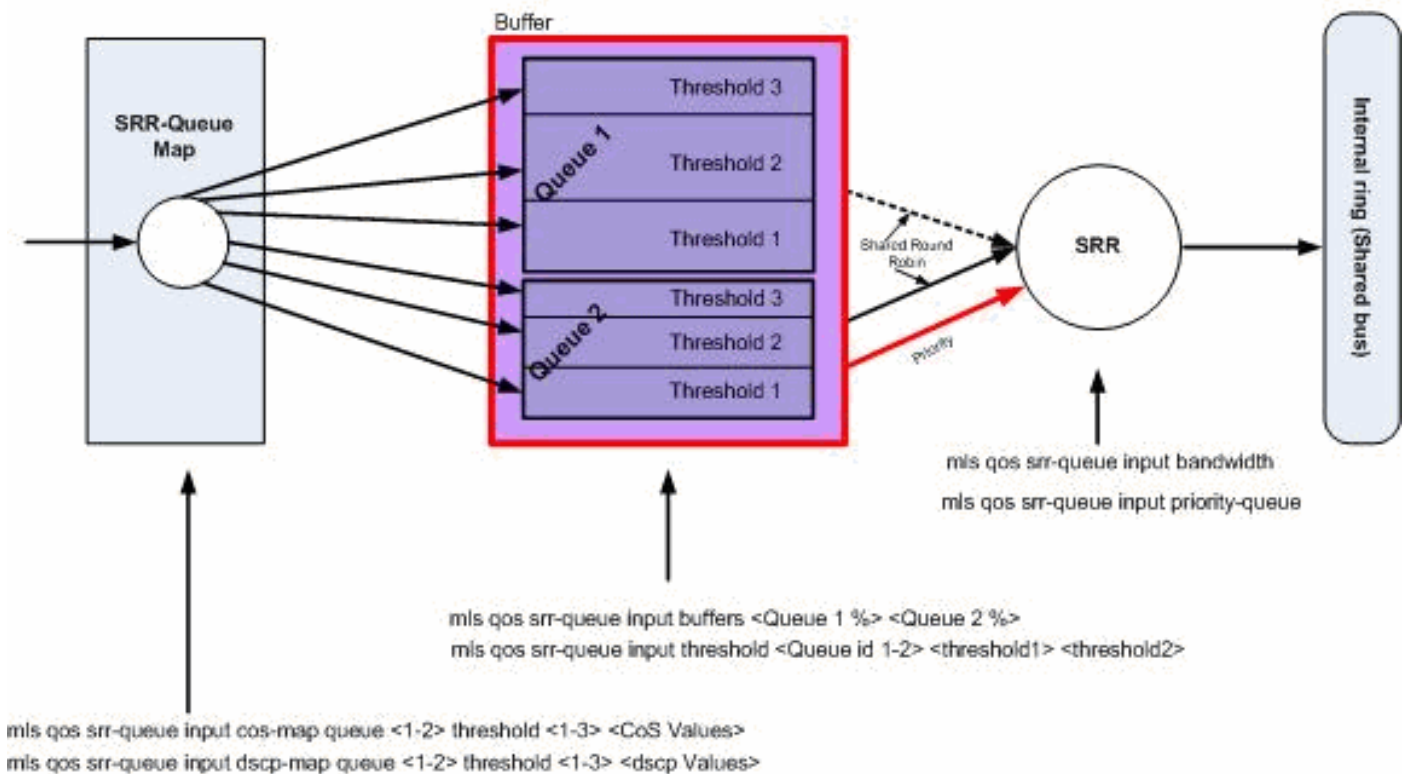 Buffer
SRR-Queue
Map
Threshold 3
Threshold 2
Threshold 1
Queue 1
Threshold 3
Threshold 2
Threshold 1
Queue 2
Shared Round
Robin
Priority
SRR
Internal ring (Shared bus)
mls qos srr-queue input bandwidth
mls qos srr-queue input priority-queue
mls qos srr-queue input buffers <Queue 1 %> <Queue 2 %>
mls qos srr-queue input threshold <Queue id 1-2> <threshold1> <threshold2>
mls qos srr-queue input cos-map queue <1-2> threshold <1-3> <CoS Values>
mls qos srr-queue input dscp-map queue <1-2> threshold <1-3> <dscp Values>